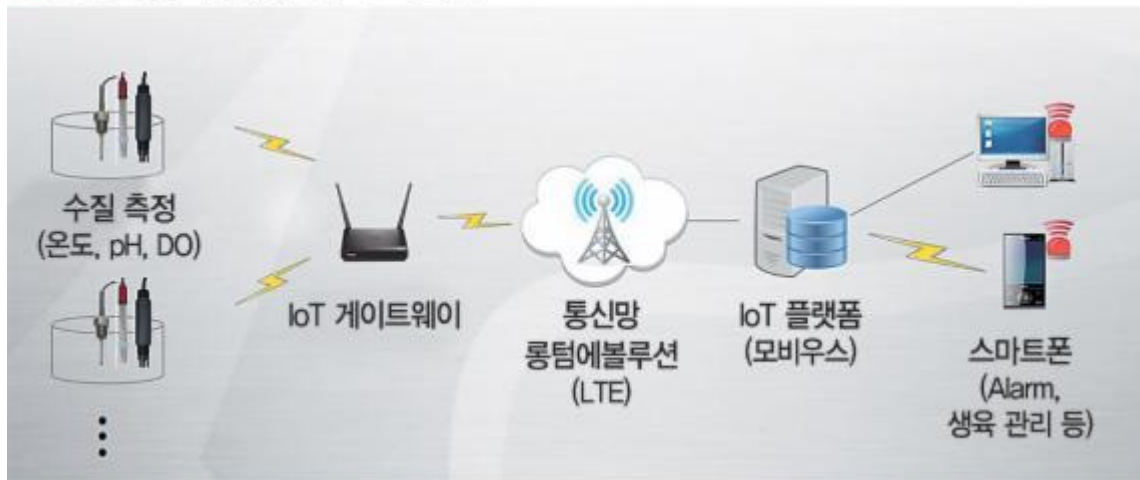 수질 측정
(온도, pH, DO)
IoT 게이트웨이
통신망
롱텀에볼루션
(LTE)
IoT 플랫폼
(모비우스)
스마트폰
(Alarm,
생육 관리 등)